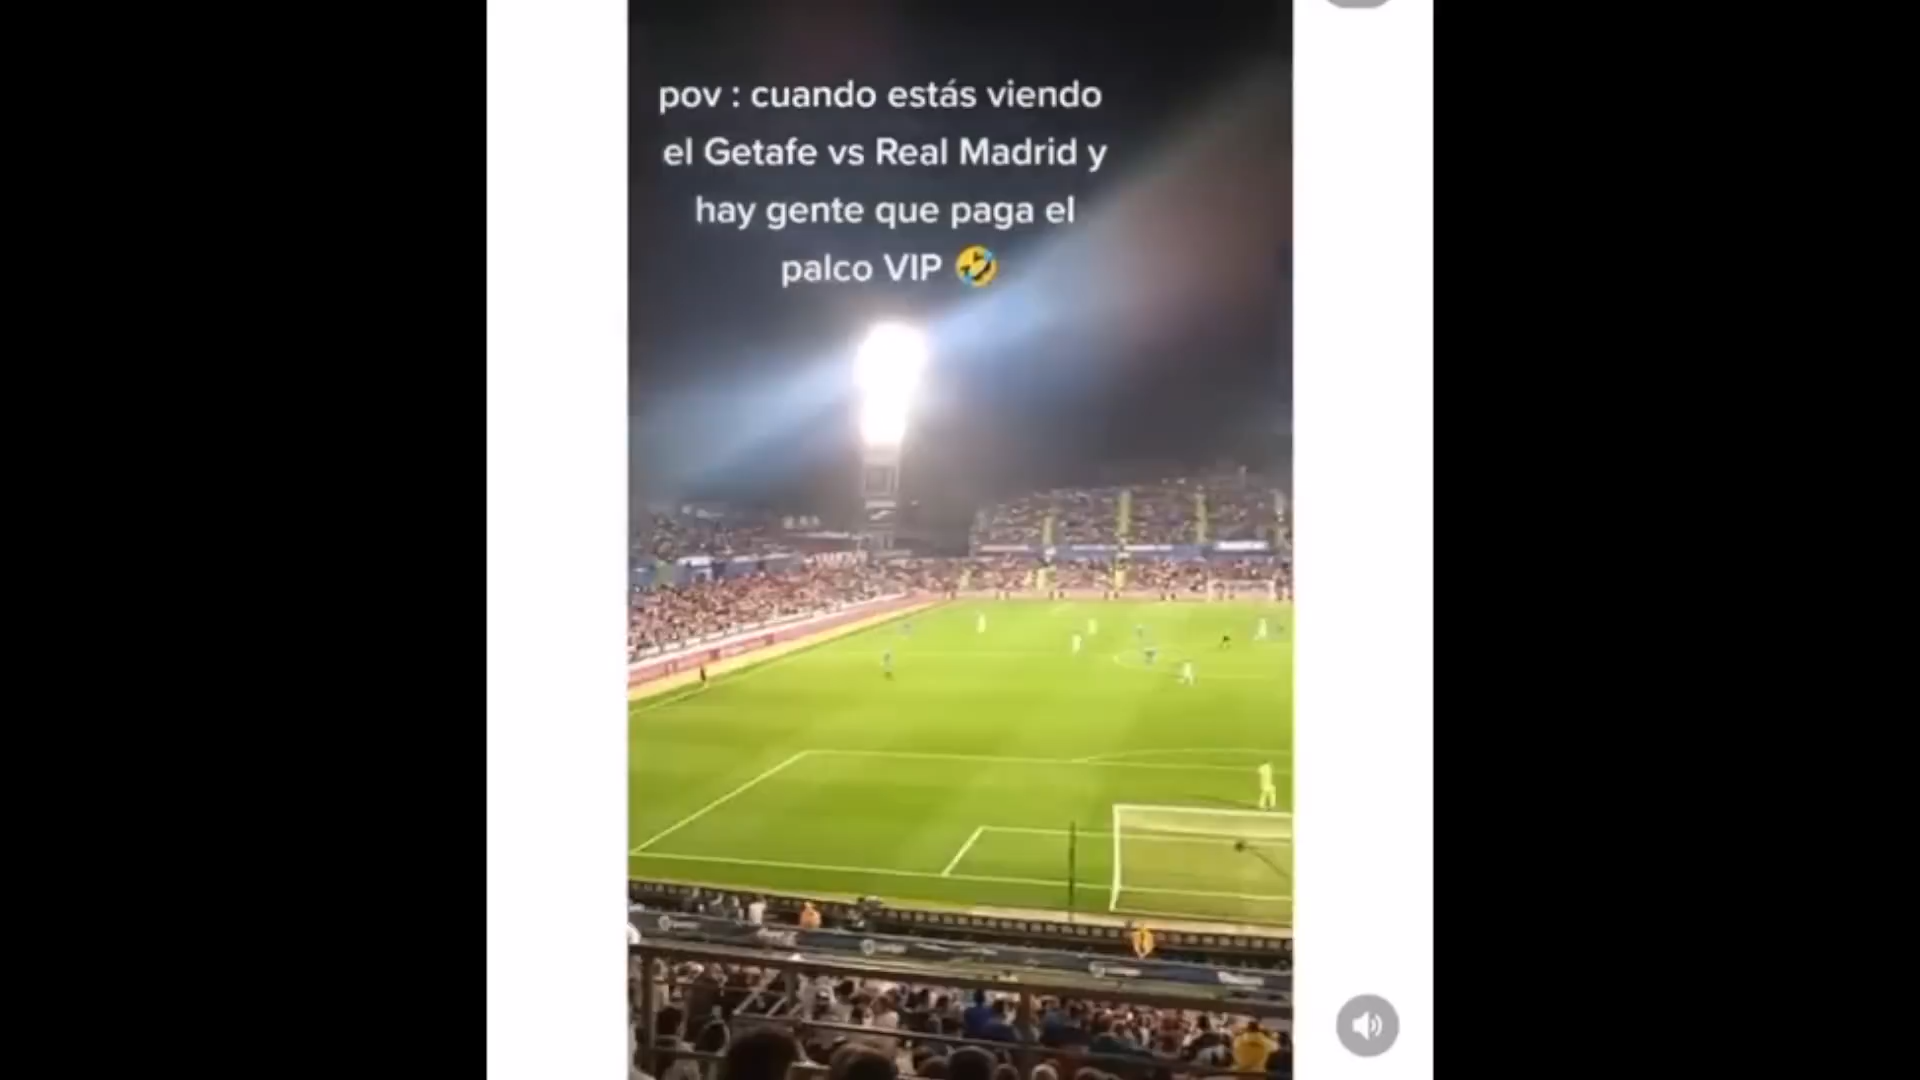 pov : cuando estás viendo
el Getafe vs Real Madrid y
hay gente que paga el
palco VIP 🤣